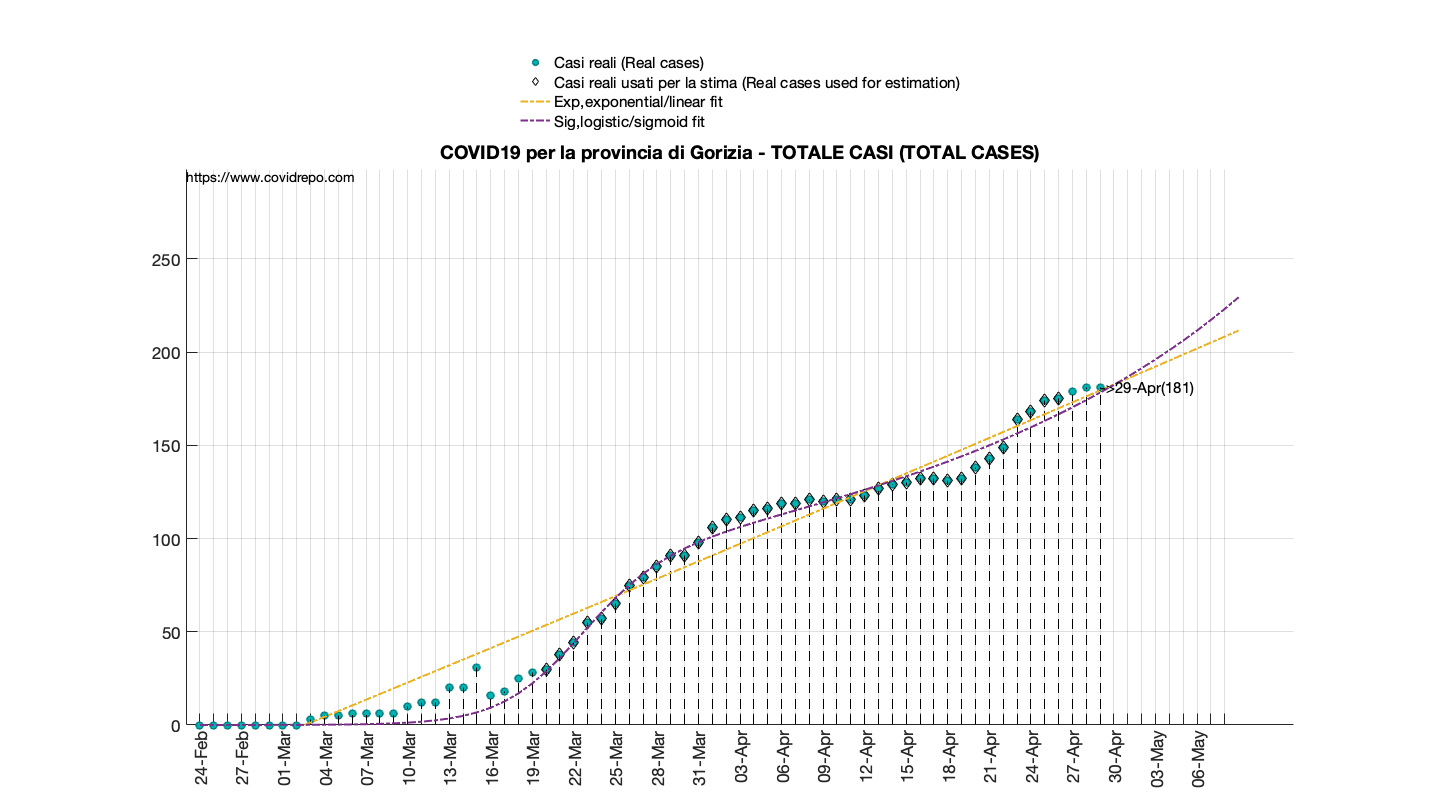 Casi reali (Real cases)
Casi reali usati per la stima (Real cases used for estimation)
Exp,exponential/linear fit
Sig,logistic/sigmoid fit
COVID19 per la provincia di Gorizia - TOTALE CASI (TOTAL CASES)
https://www.covidrepo.com
250
200
150
100
50
0
->29-Apr(181)
24-Feb
27-Feb
01-Mar
04-Mar
07-Mar
10-Mar
13-Mar
16-Mar
19-Mar
22-Mar
25-Mar
28-Mar
31-Mar
03-Apr
06-Apr
09-Apr
12-Apr
15-Apr
18-Apr
21-Apr
24-Apr
27-Apr
30-Apr
03-May
06-May